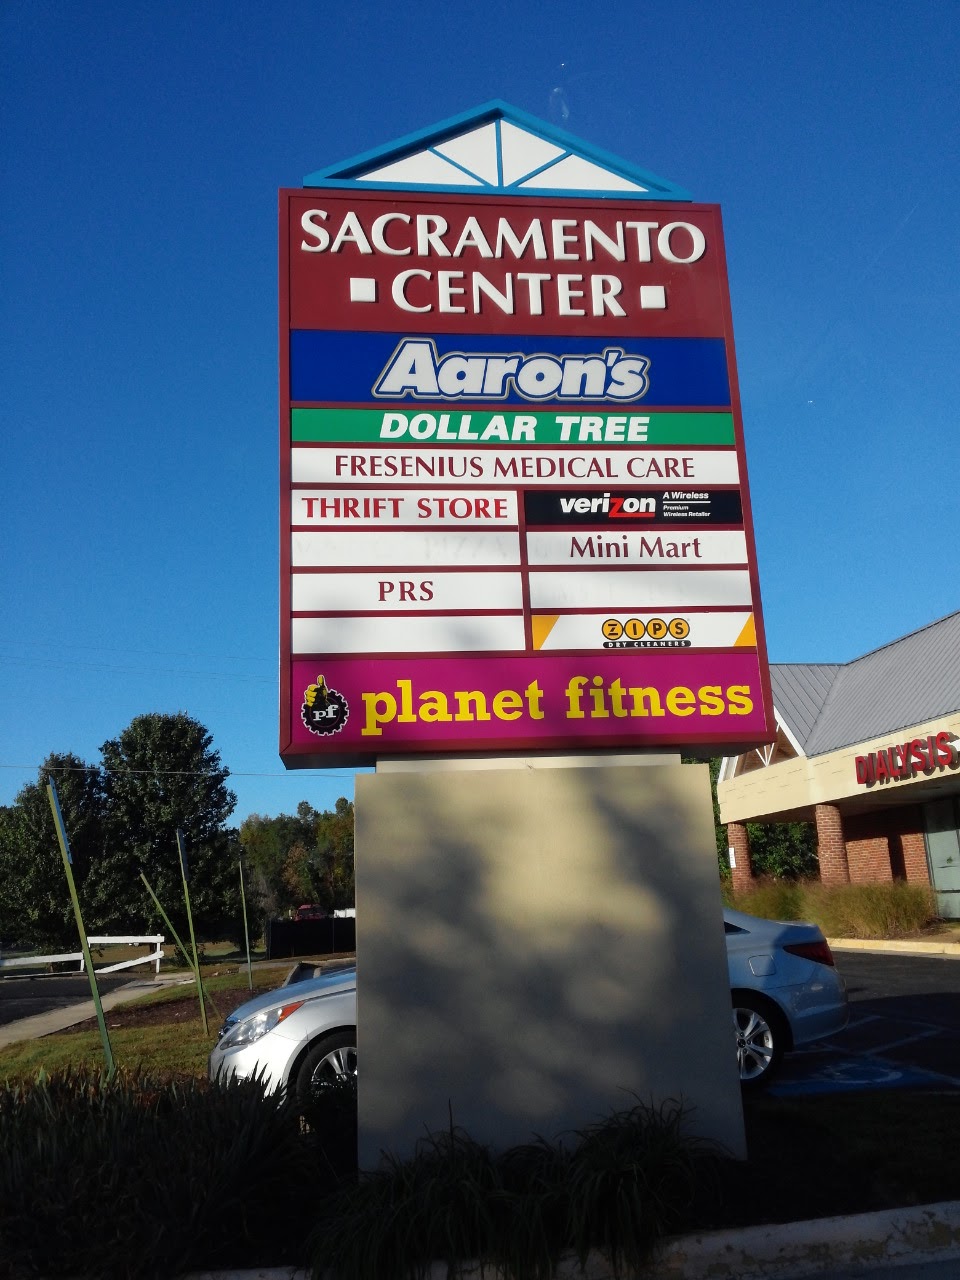 SACRAMENTO
CENTER
Aaron's
DOLLAR TREE
FRESENIUS MEDICAL CARE
THRIFT STORE
verizon
A Wireless
Premium
Wireless Retailer
Mini Mart
PRS
ZIPS
DRY CLEANERS
pf
planet fitness
DIALYSIS